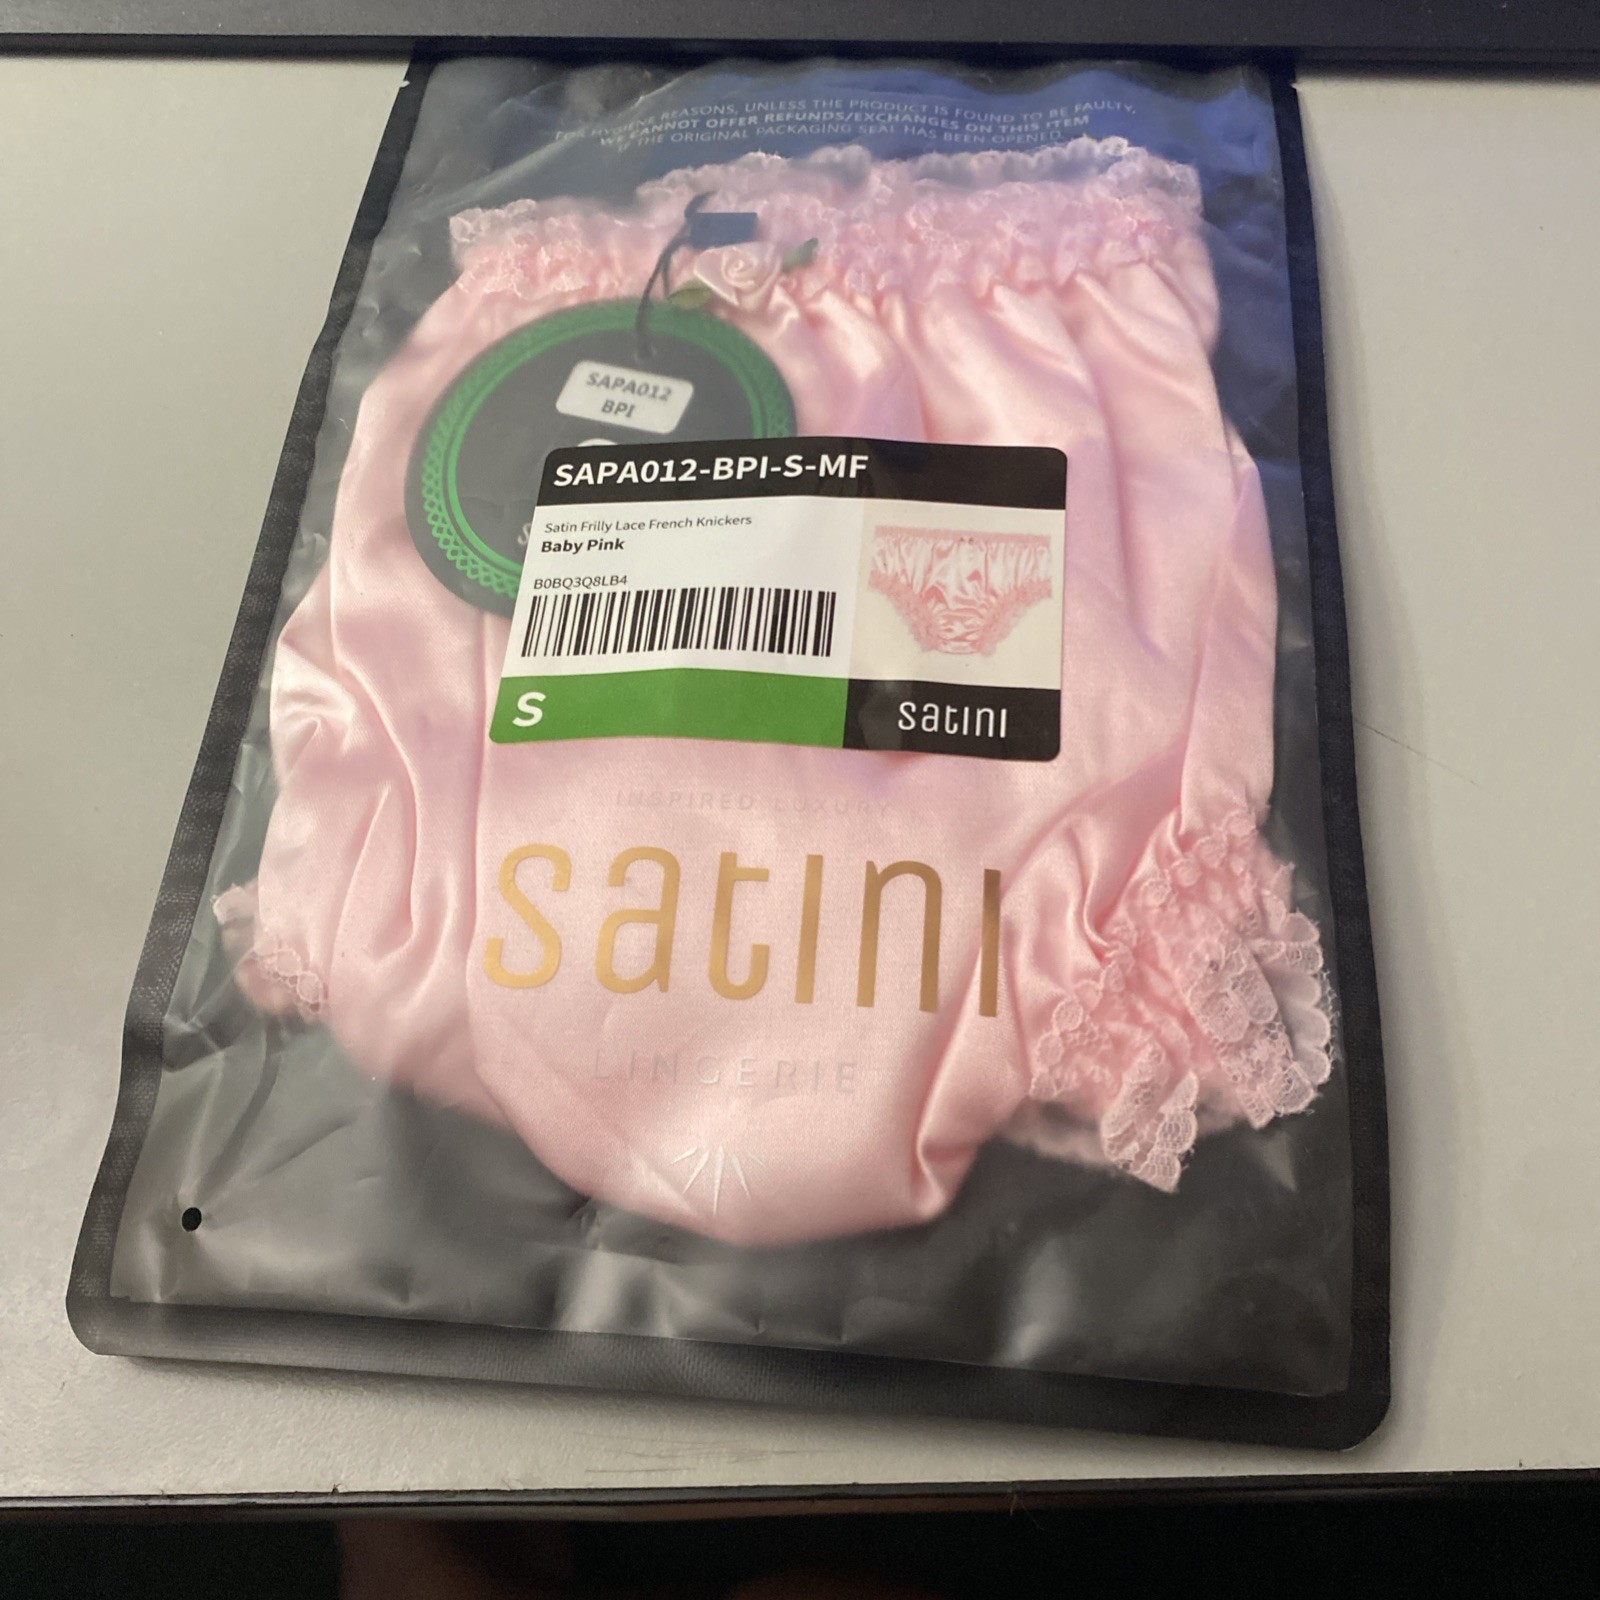 FOR HYGIENE REASONS, UNLESS THE PRODUCT IS FOUND TO BE FAULTY,
WE CANNOT OFFER REFUNDS/EXCHANGES ON THIS ITEM
IF THE ORIGINAL PACKAGING SEAL HAS BEEN OPENED.
SAPA012
BPI
SAPA012-BPI-S-MF
Satin Frilly Lace French Knickers
Baby Pink
B0BQ3Q8LB4
S
satini
INSPIRED LUXURY
satini
LINGERIE